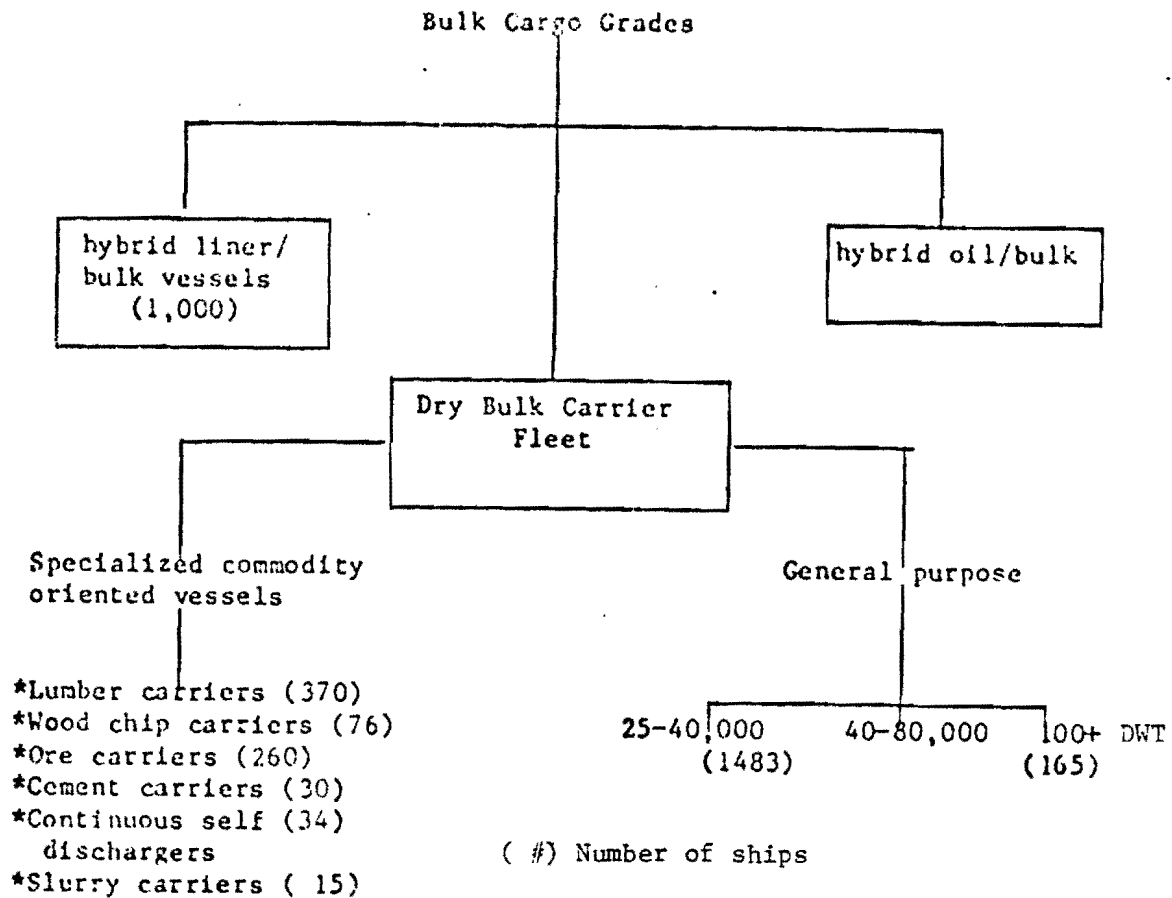 Bulk Cargo Grades
hybrid liner/
bulk vessels
(1,000)
hybrid oil/bulk
Dry Bulk Carrier
Fleet
Specialized commodity
oriented vessels
General purpose
*Lumber carriers (370)
*Wood chip carriers (76)
*Ore carriers (260)
*Cement carriers (30)
*Continuous self (34)
dischargers
*Slurry carriers ( 15)
25-40,000 40-80,000 100+ DWT
(1483) (165)
( #) Number of ships